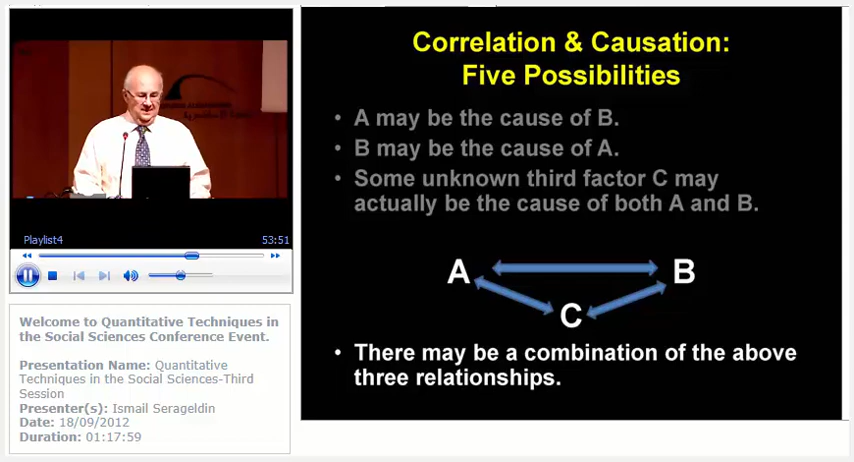 Playlist4
53:51
Welcome to Quantitative Techniques in
the Social Sciences Conference Event.
Presentation Name: Quantitative
Techniques in the Social Sciences-Third
Session
Presenter(s): Ismail Serageldin
Date: 18/09/2012
Duration: 01:17:59
Correlation & Causation:
Five Possibilities
• A may be the cause of B.
• B may be the cause of A.
• Some unknown third factor C may
actually be the cause of both A and B.
A
B
C
• There may be a combination of the above
three relationships.